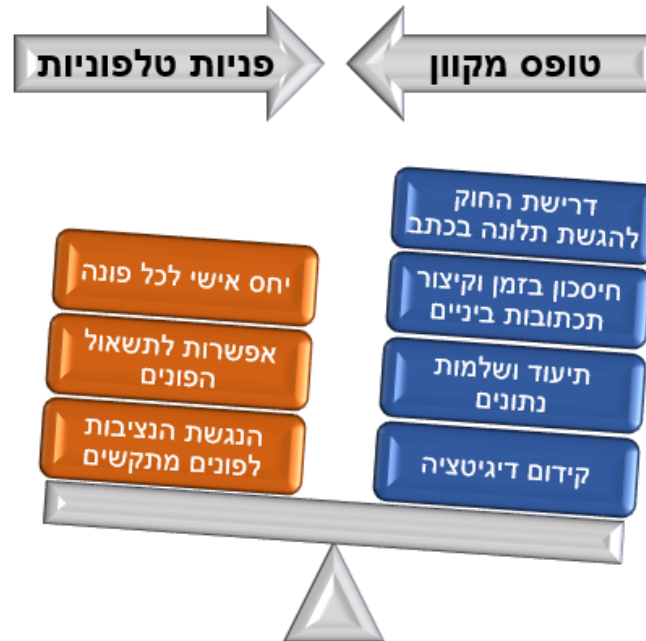 טופס מקוון
פניות טלפוניות
דרישת החוק
להגשת תלונה בכתב
חיסכון בזמן וקיצור
תכתובות ביניים
תיעוד ושלמות
נתונים
קידום דיגיטציה
יחס אישי לכל פונה
אפשרות לתשאול
הפונים
הנגשת הנציבות
לפונים מתקשים